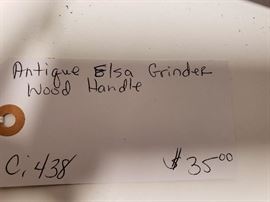 Antique Elsa Grinder
Wood Handle
C; 438 $35.00